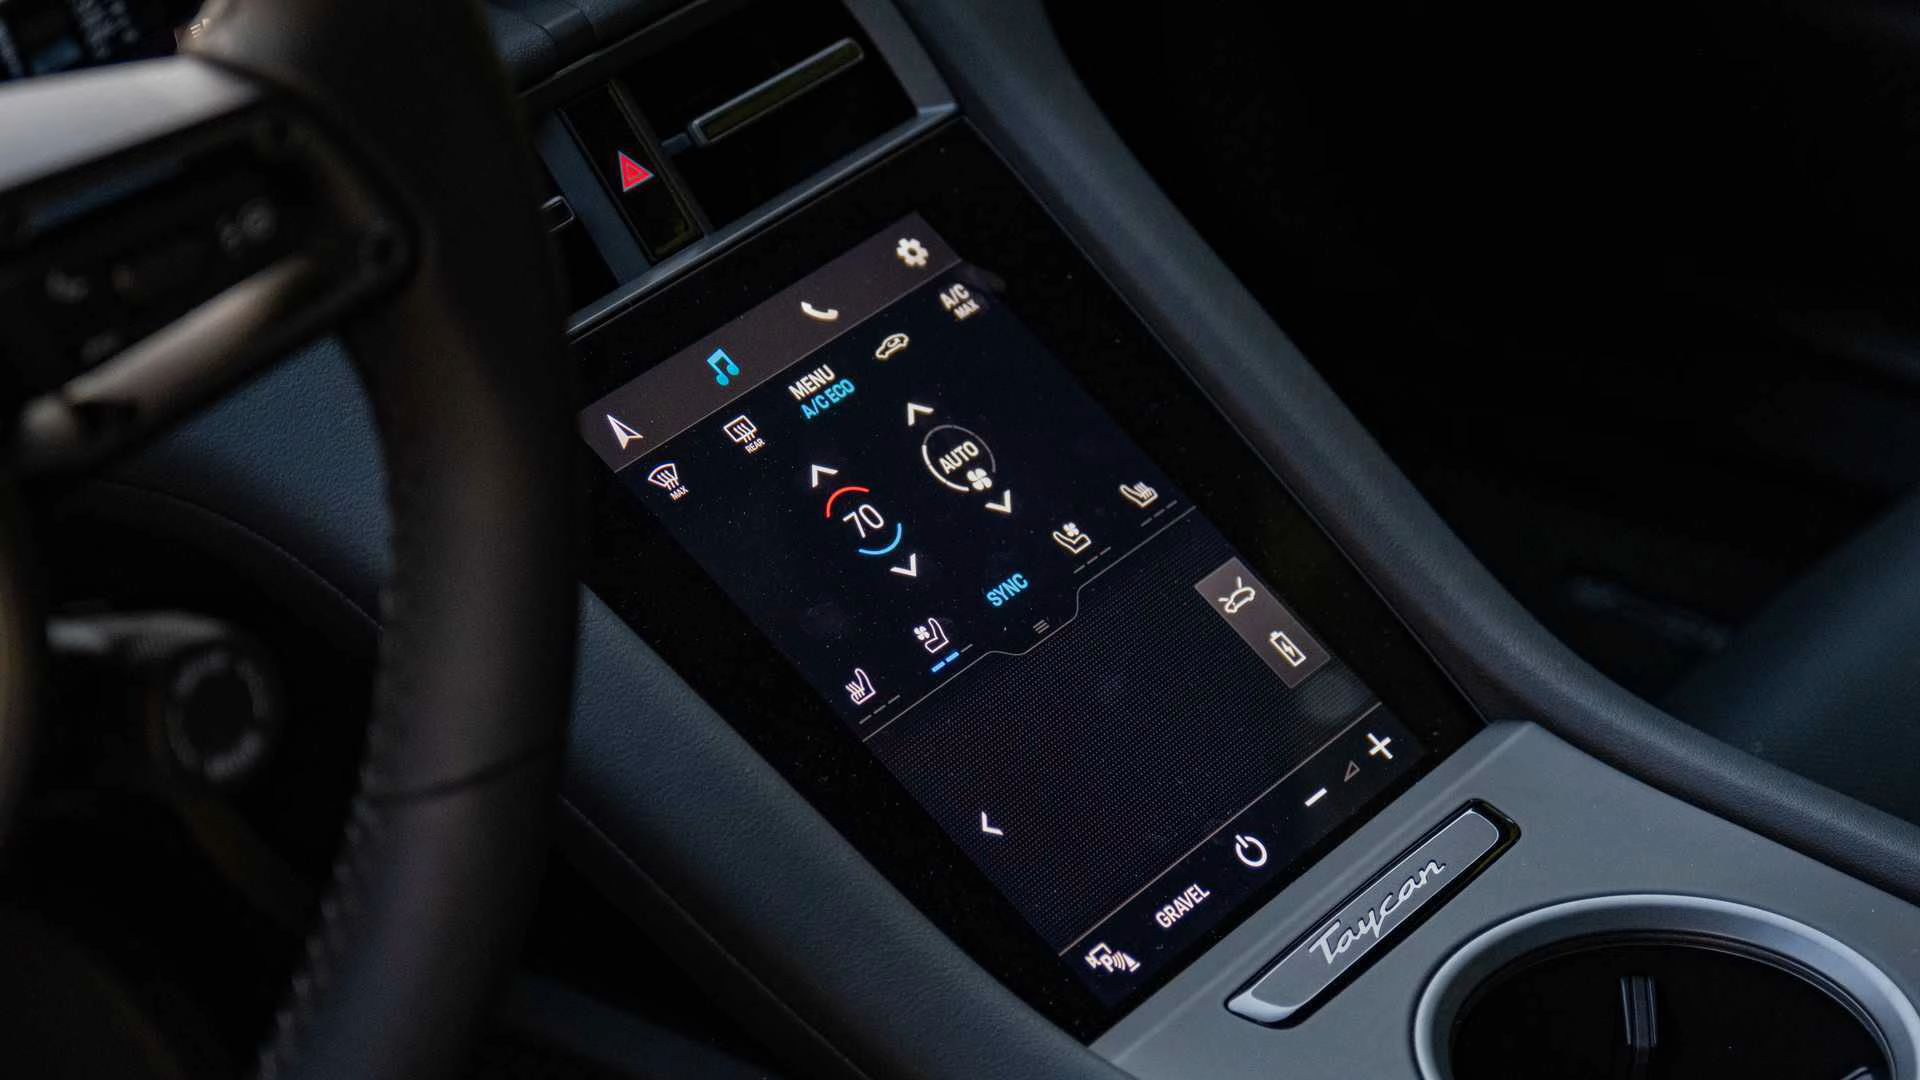 A/C
MAX
MENU
A/C ECO
REAR
MAX
AUTO
70
SYNC
GRAVEL
P
Taycan